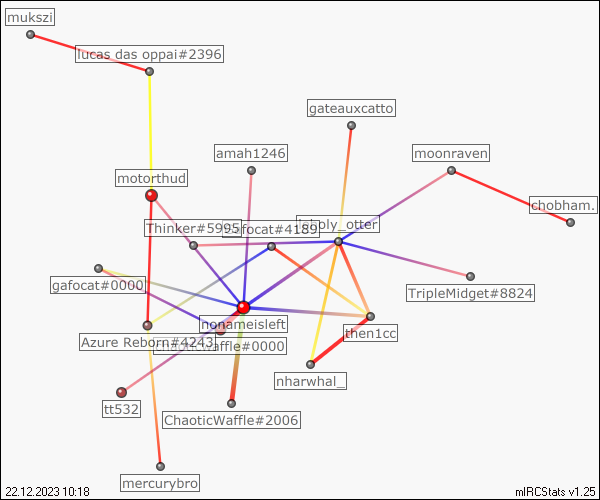 mukszi
lucas das oppai#2396
gateauxcatto
amah1246
moonraven
motorthud
chobham.
Thinker#5995
gafocat#4189
jobbly_otter
gafocat#0000
TripleMidget#8824
nonameisleft
then1cc
Azure Reborn#4243
ChaoticWaffle#0000
nharwhal_
tt532
ChaoticWaffle#2006
mercurybro
22.12.2023 10:18
mIRCStats v1.25